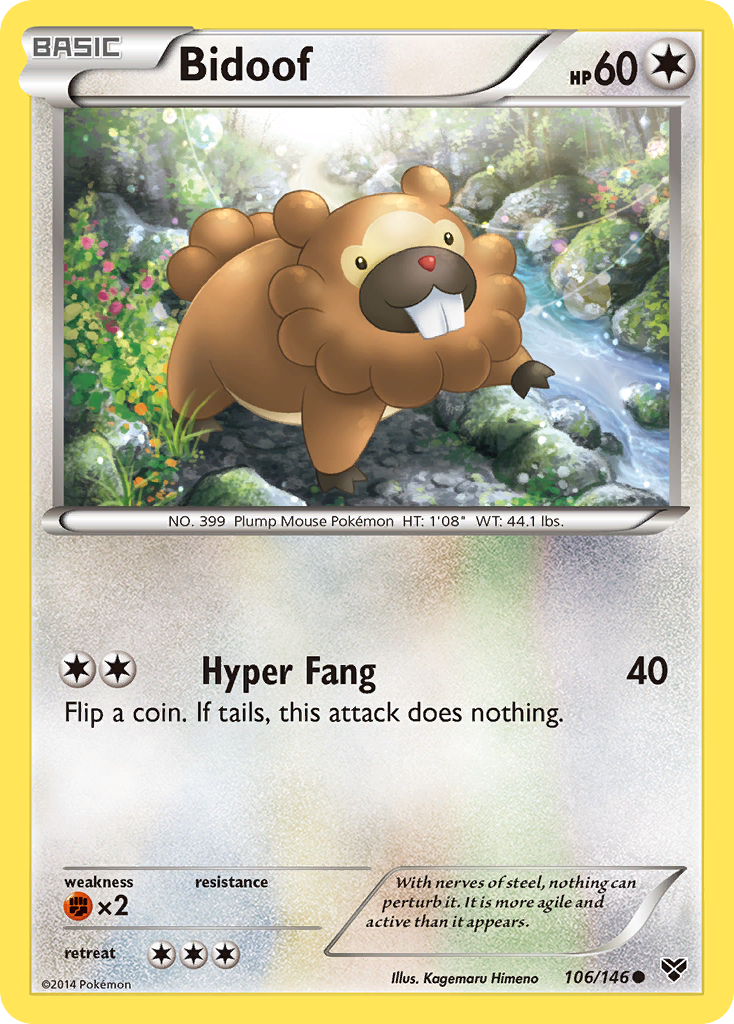 BASIC
Bidoof
HP60
NO. 399 Plump Mouse Pokémon HT: 1'08" WT: 44.1 lbs.
Hyper Fang 40
Flip a coin. If tails, this attack does nothing.
weakness resistance
×2
With nerves of steel, nothing can
perturb it. It is more agile and
active than it appears.
retreat
Illus. Kagemaru Himeno 106/146
©2014 Pokémon